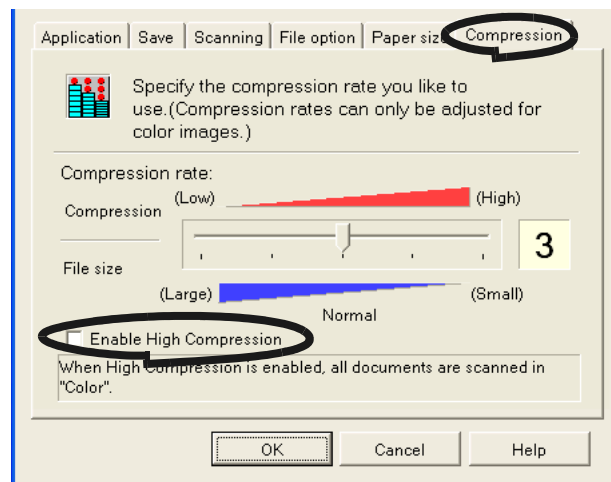 Application Save Scanning File option Paper size Compression
Specify the compression rate you like to
use.(Compression rates can only be adjusted for
color images.)
Compression rate:
(Low) (High)
Compression
3
File size
(Large) (Small)
Normal
Enable High Compression
When High Compression is enabled, all documents are scanned in
"Color".
OK Cancel Help